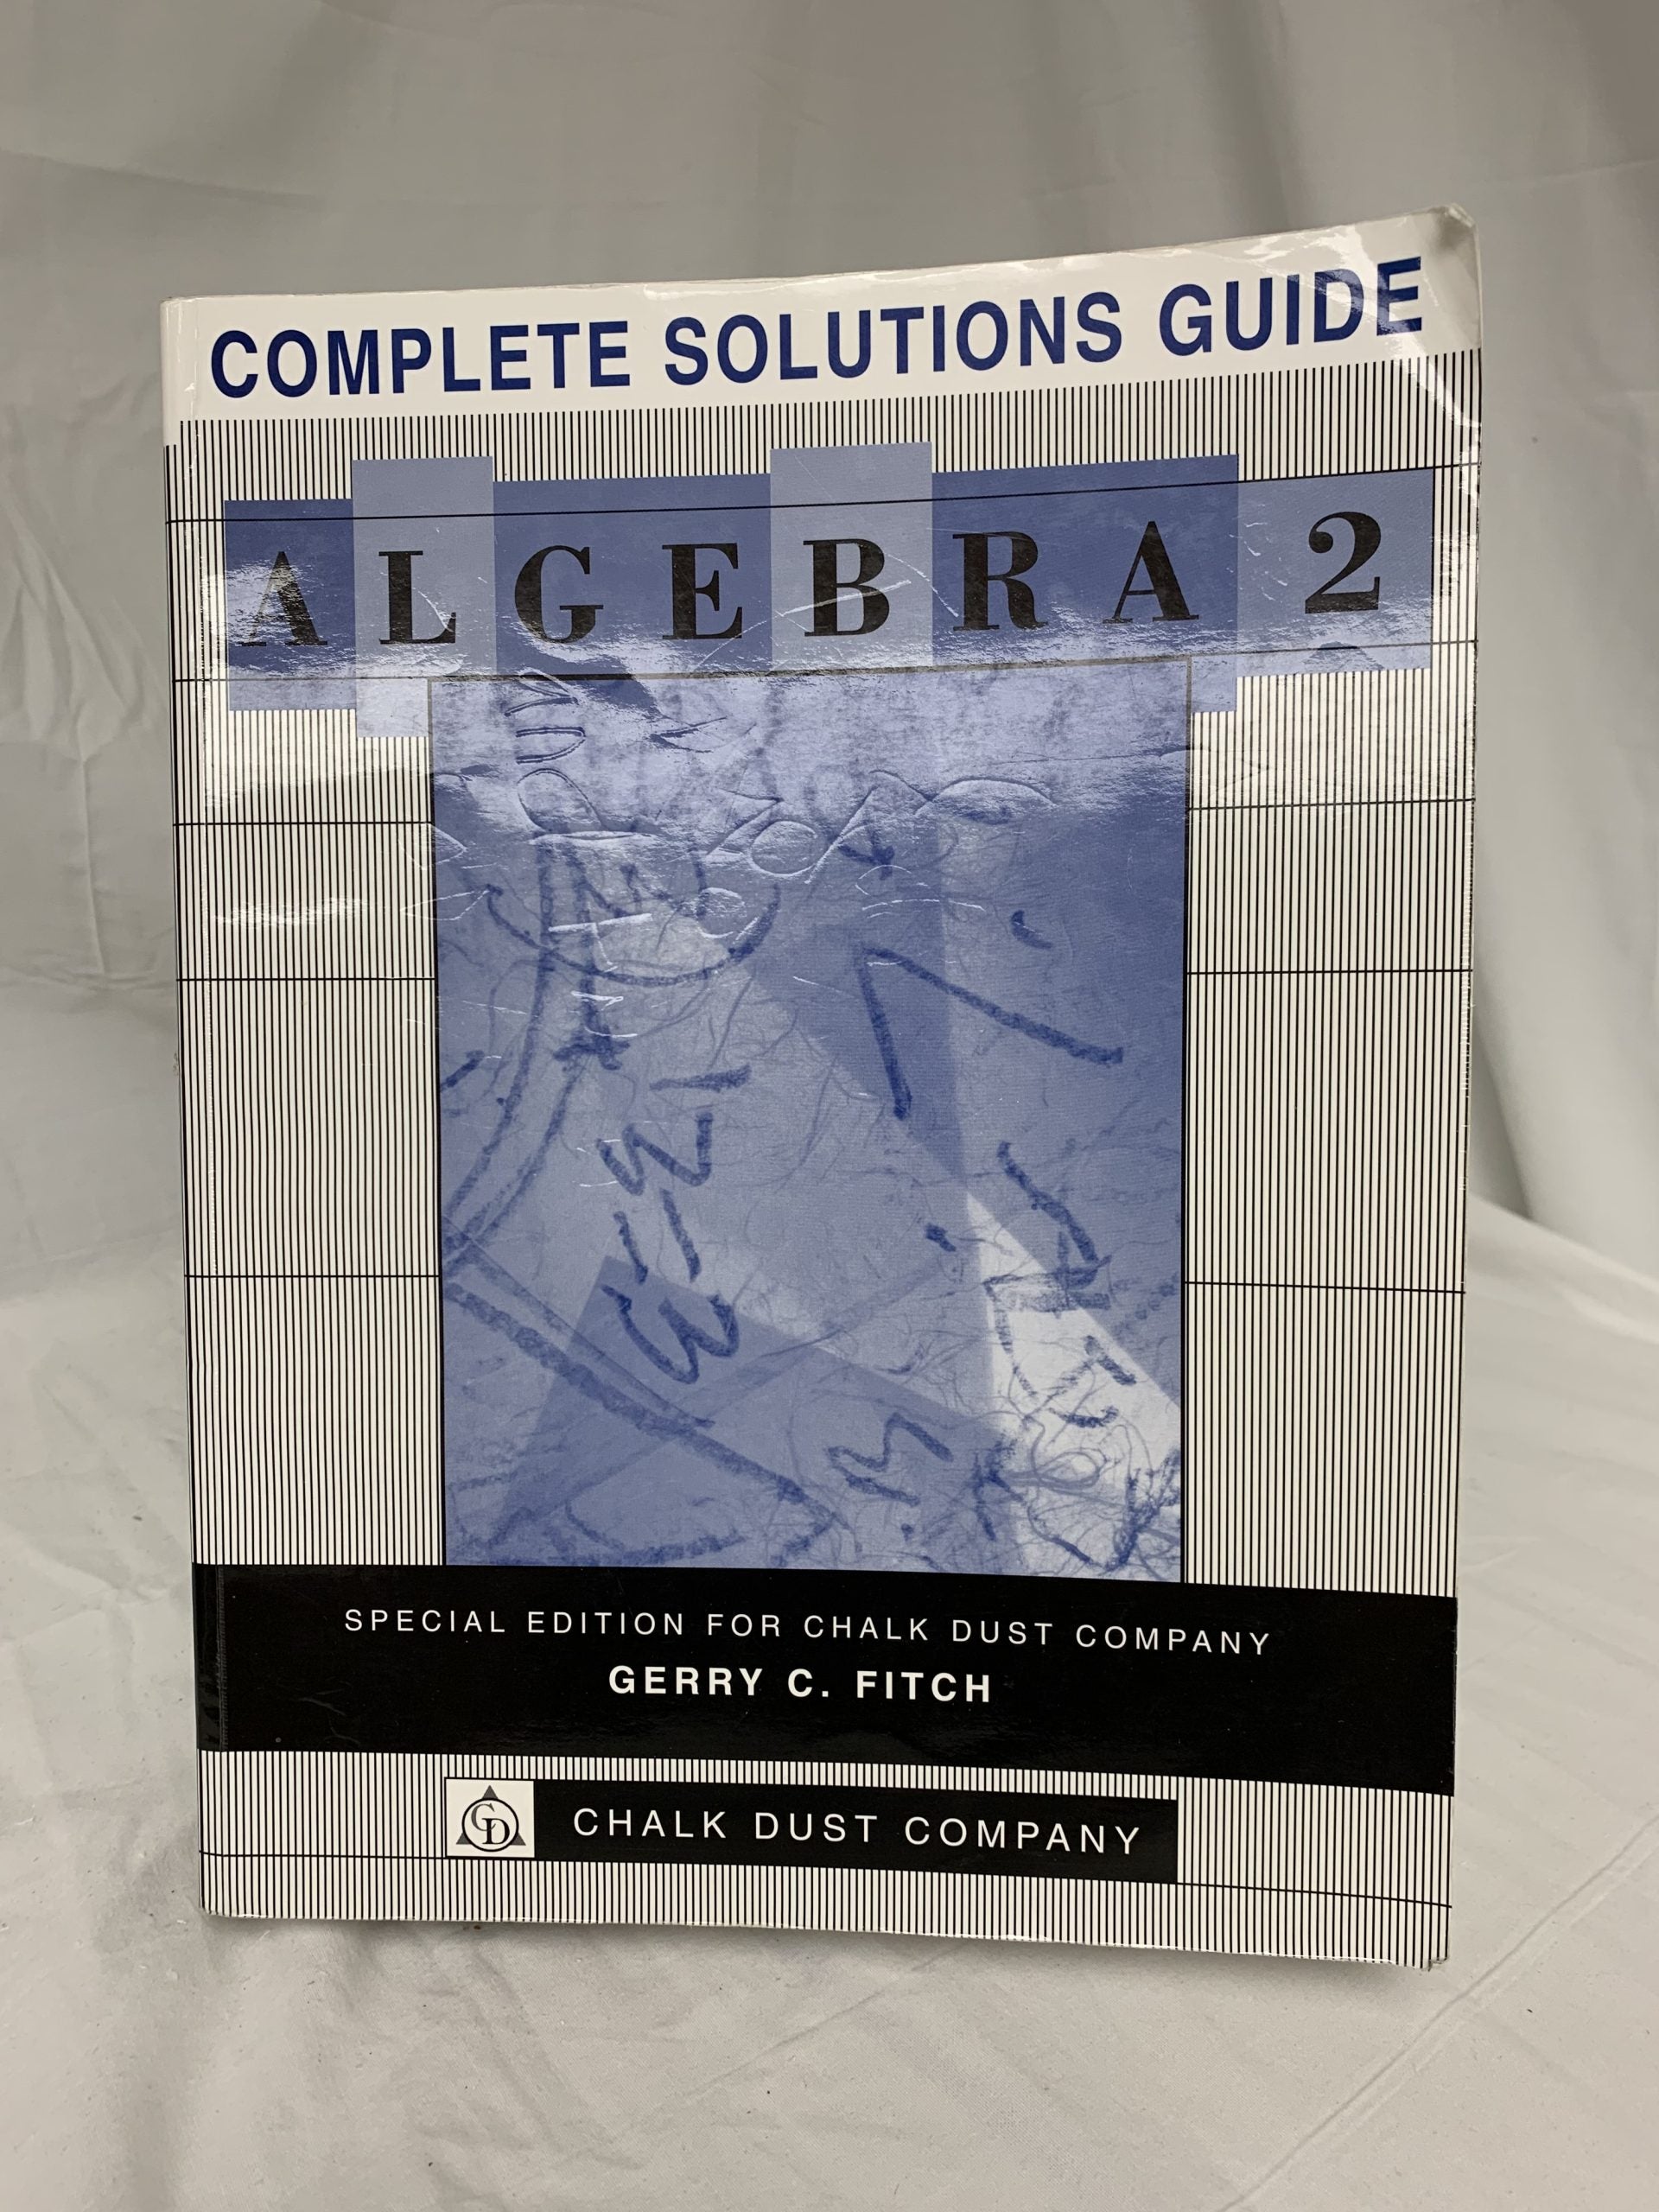 COMPLETE SOLUTIONS GUIDE
ALGEBRA 2
SPECIAL EDITION FOR CHALK DUST COMPANY
GERRY C. FITCH
CD
CHALK DUST COMPANY